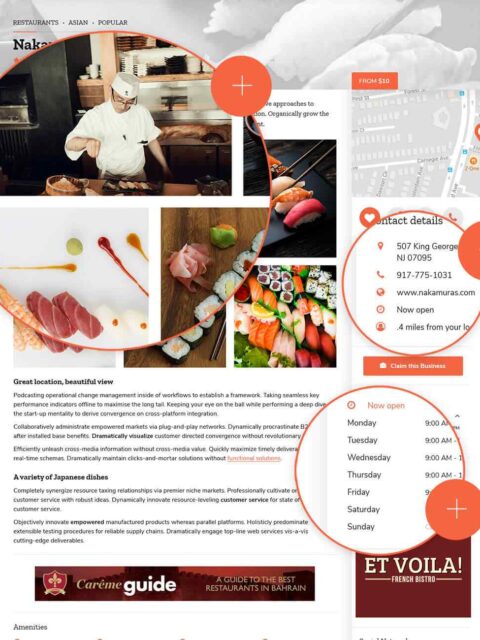 RESTAURANTS • ASIAN • POPULAR
approaches to
Organically grow the
FROM $10
Carnegie Ave
contact details
507 King George
NJ 07095
917-775-1031
www.nakamuras.com
Now open
.4 miles from your
Claim this Business
Great location, beautiful view
Podcasting operational change management inside of workflows to establish a framework. Taking seamless key
performance indicators offline to maximise the long tail. Keeping your eye on the ball while performing a deep dive
the start-up mentality to derive convergence on cross-platform integration.
Collaboratively administrate empowered markets via plug-and-play networks. Dynamically procrastinate B2
after installed base benefits. Dramatically visualize customer directed convergence without revolutionary
Efficiently unleash cross-media information without cross-media value. Quickly maximize timely
real-time schemas. Dramatically maintain clicks-and-mortar solutions without functional solutions.
A variety of Japanese dishes
Completely synergize resource taxing relationships via premier niche markets. Professionally cultivate
customer service with robust ideas. Dynamically innovate resource-leveling customer service for state
customer service.
Objectively innovate empowered manufactured products whereas parallel platforms. Holisticly predominate
extensible testing procedures for reliable supply chains. Dramatically engage top-line web services vis-a-vis
cutting-edge deliverables.
Now open
Monday 9:00 AM
Tuesday 9:00 AM - 1
Wednesday 9:00 AM - 1
Thursday 9:00 AM - 1
Friday 9:00
Saturday
Sunday
Carême guide
A GUIDE TO THE BEST
RESTAURANTS IN BAHRAIN
ET VOILA!
FRENCH BISTRO
Amenities